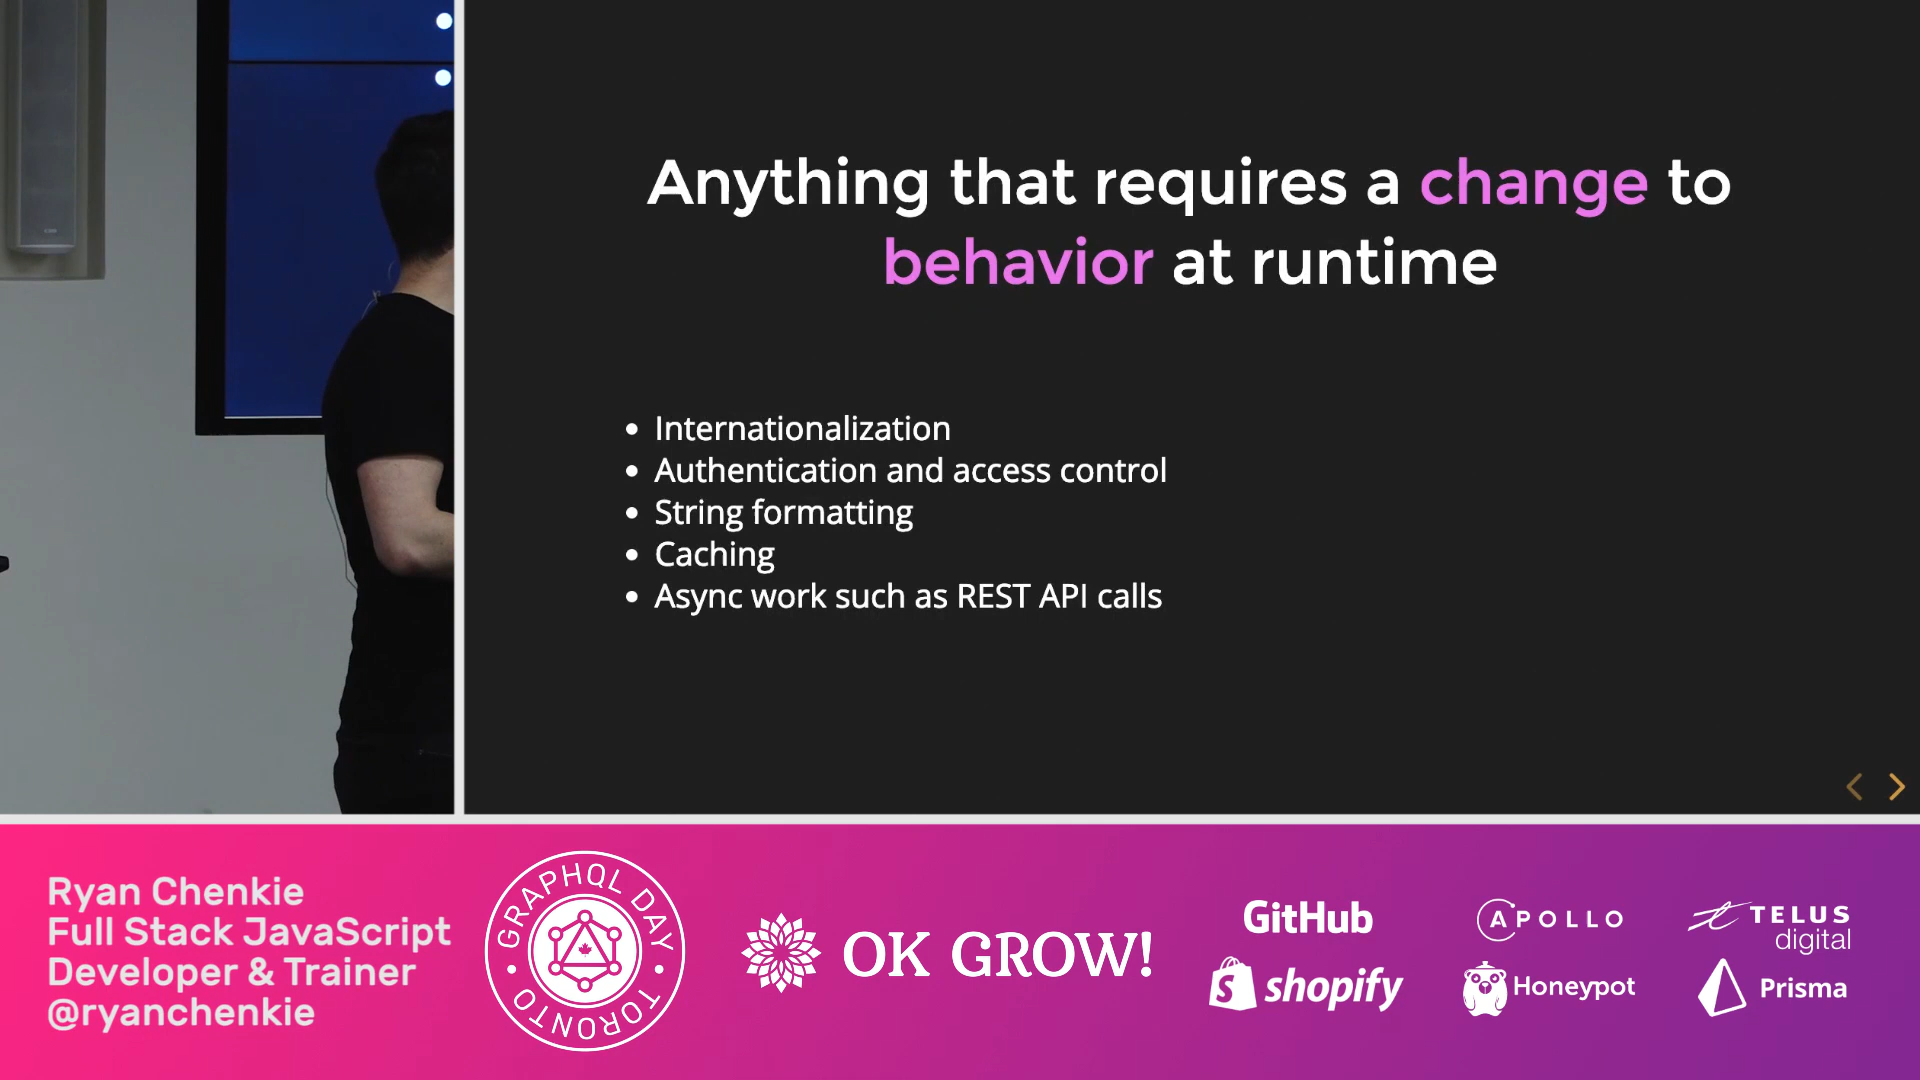 Anything that requires a change to
behavior at runtime
Internationalization
Authentication and access control
String formatting
Caching
Async work such as REST API calls
Ryan Chenkie
Full Stack JavaScript
Developer & Trainer
@ryanchenkie
GRAPHQL DAY
TORONTO
OK GROW!
GitHub
APOLLO
TELUS
digital
shopify
Honeypot
Prisma